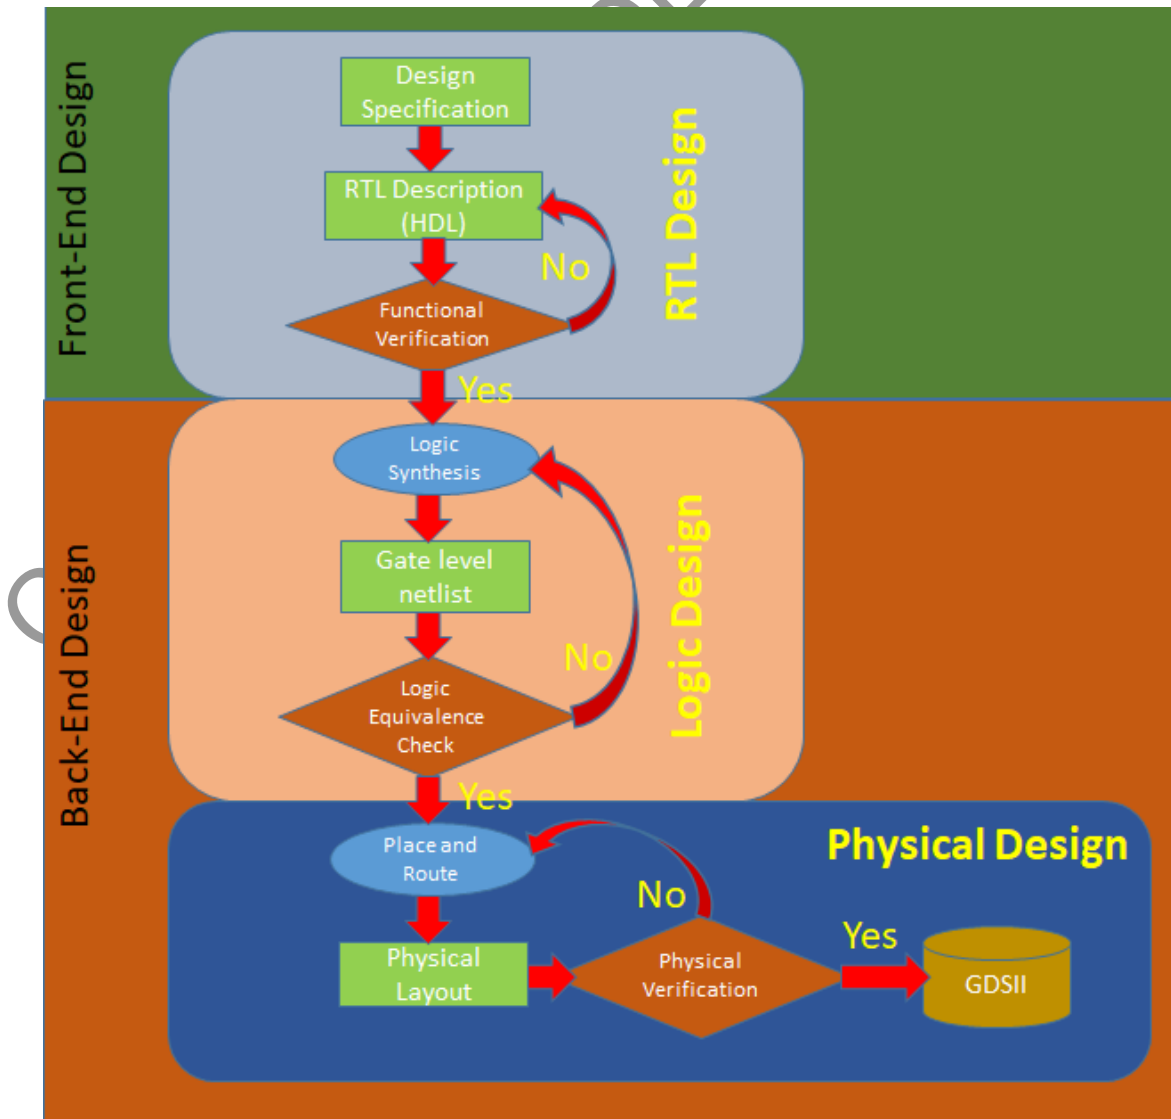 Front-End Design
Design
Specification
RTL Description
(HDL)
No
Functional
Verification
RTL Design
Yes
Back-End Design
Logic
Synthesis
Gate level
netlist
No
Logic
Equivalence
Check
Logic Design
Yes
Place and
Route
Physical Design
No
Physical
Layout
Physical
Verification
Yes
GDSII